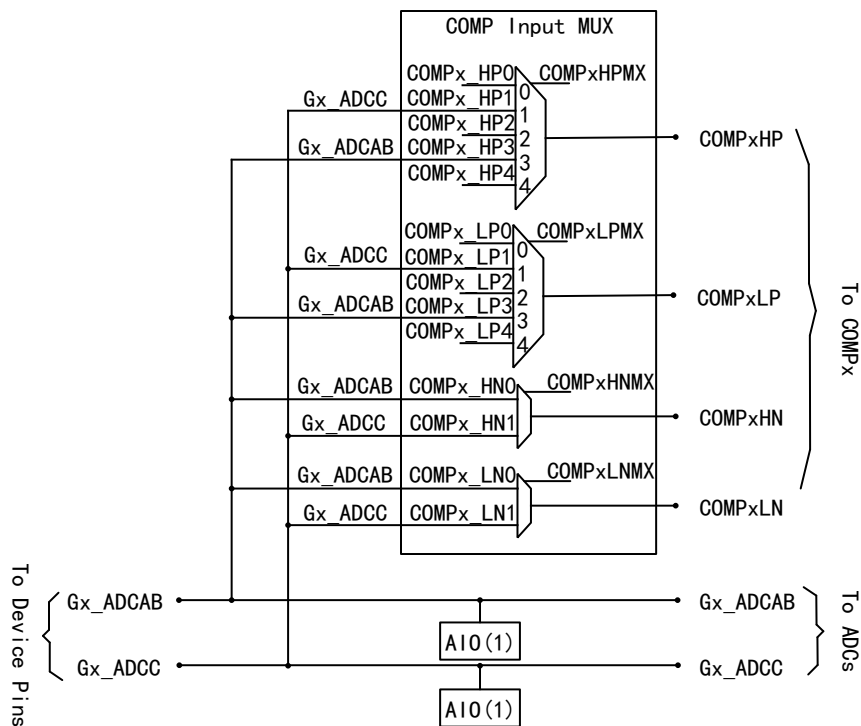 COMP Input MUX
COMPx_HP0
COMPxHPMX
0
Gx_ADCC
COMPx_HP1
1
COMPx_HP2
2
COMPxHP
Gx_ADCAB
COMPx_HP3
3
COMPx_HP4
4
COMPx_LP0
COMPxLPMX
0
Gx_ADCC
COMPx_LP1
1
COMPx_LP2
2
COMPxLP
Gx_ADCAB
COMPx_LP3
3
COMPx_LP4
4
To COMPx
Gx_ADCAB
COMPx_HN0
COMPxHNMX
Gx_ADCC
COMPx_HN1
COMPxHN
Gx_ADCAB
COMPx_LN0
COMPxLNMX
Gx_ADCC
COMPx_LN1
COMPxLN
To Device Pins
Gx_ADCAB
Gx_ADCAB
AIO(1)
Gx_ADCC
Gx_ADCC
AIO(1)
To ADCs